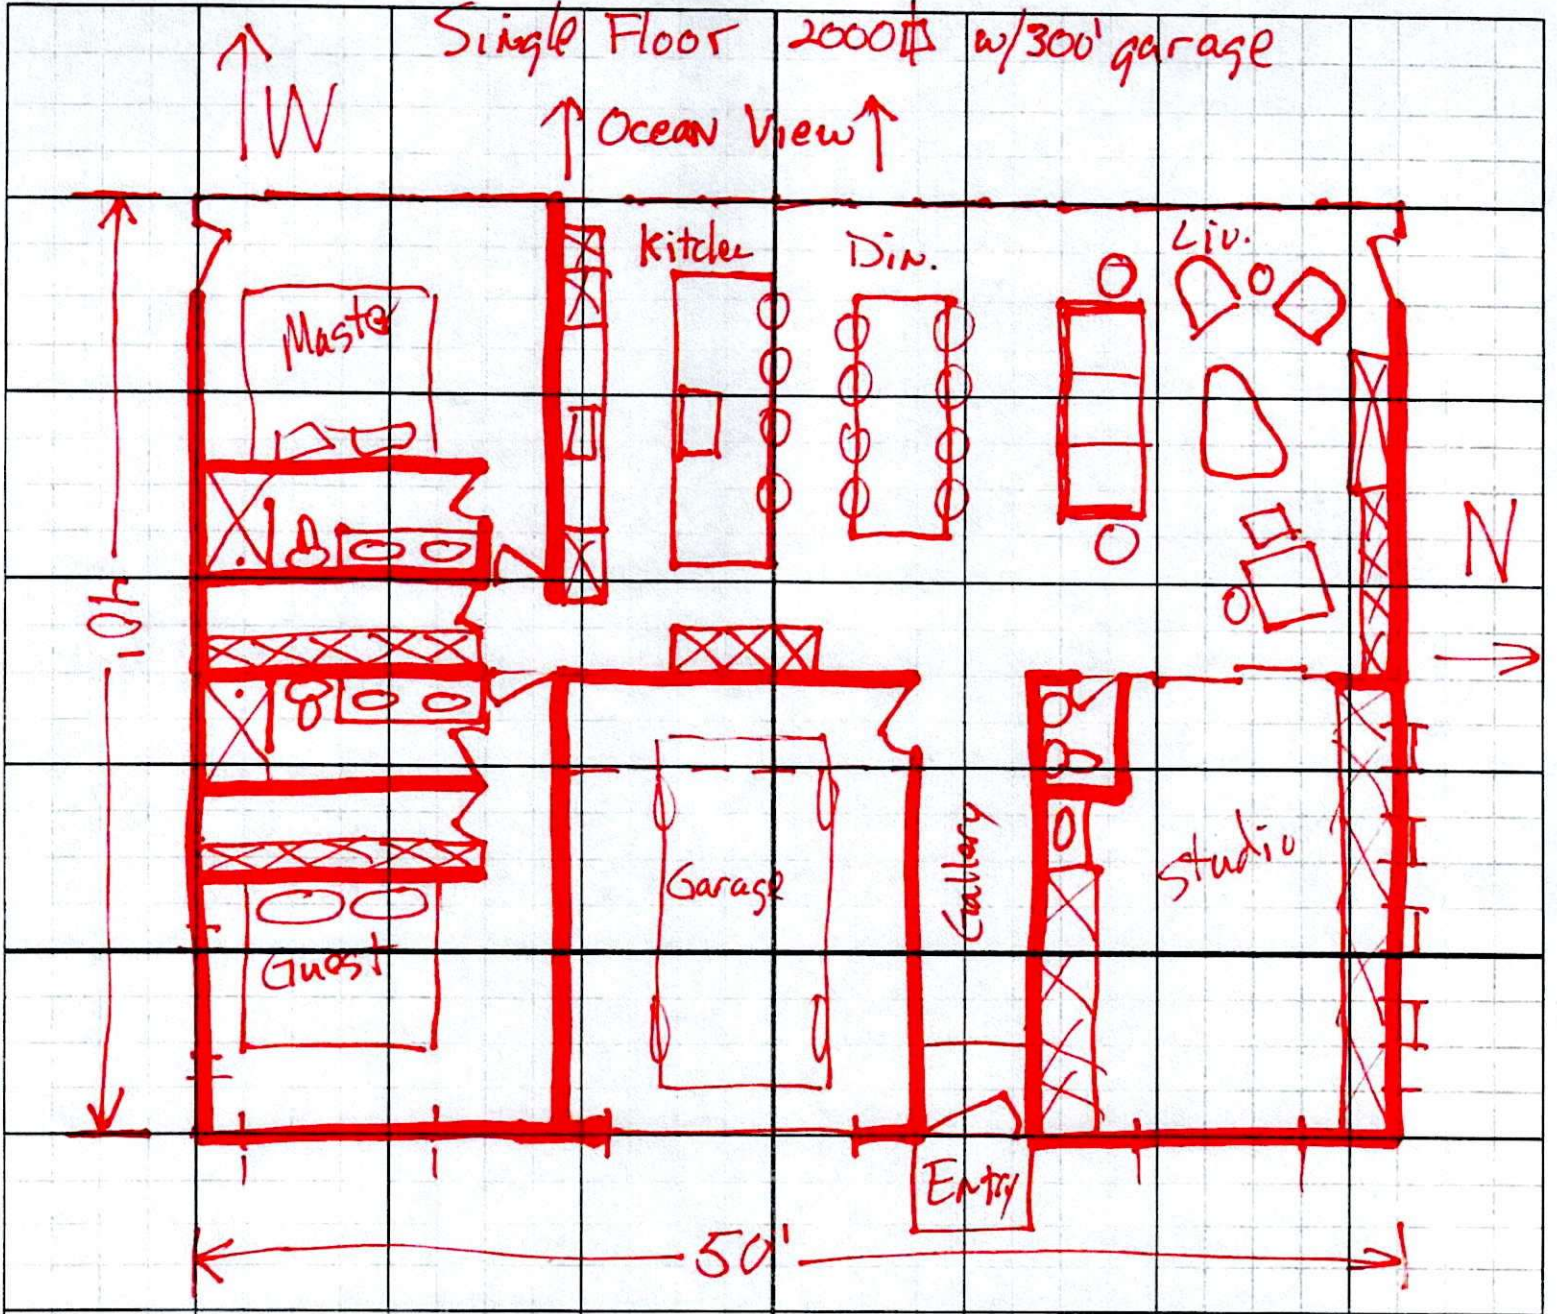 Single Floor 2000⏍ w/300' garage
W
Ocean View
Kitchen
Din.
Liv.
Master
N
40'
Garage
Gallery
Studio
Guest
Entry
50'